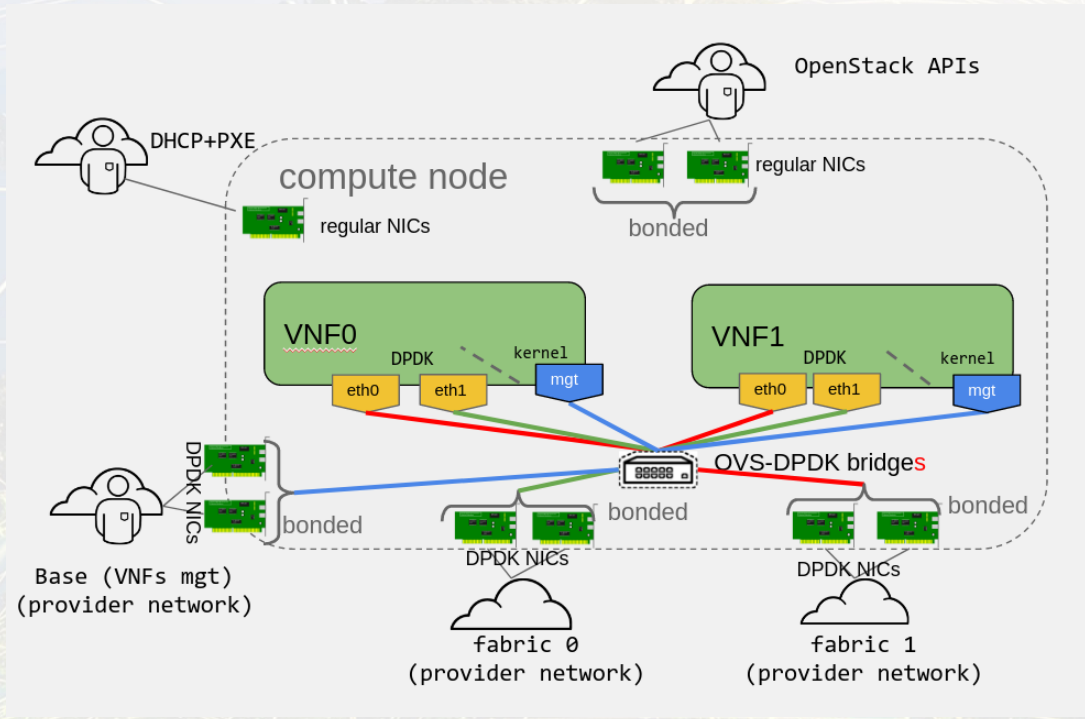 OpenStack APIs
DHCP+PXE
compute node
regular NICs
regular NICs
bonded
VNF0
DPDK
kernel
eth0
eth1
mgt
VNF1
DPDK
kernel
eth0
eth1
mgt
OVS-DPDK bridges
DPDK NICs
bonded
bonded
bonded
DPDK NICs
DPDK NICs
Base (VNFs mgt)
(provider network)
fabric 0
(provider network)
fabric 1
(provider network)